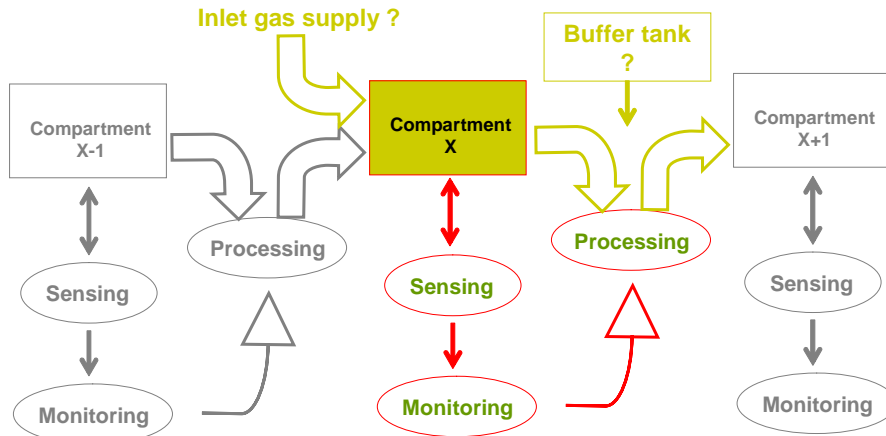 Inlet gas supply ?
Buffer tank
?
Compartment
X-1
Compartment
X
Compartment
X+1
Processing
Processing
Sensing
Sensing
Sensing
Monitoring
Monitoring
Monitoring